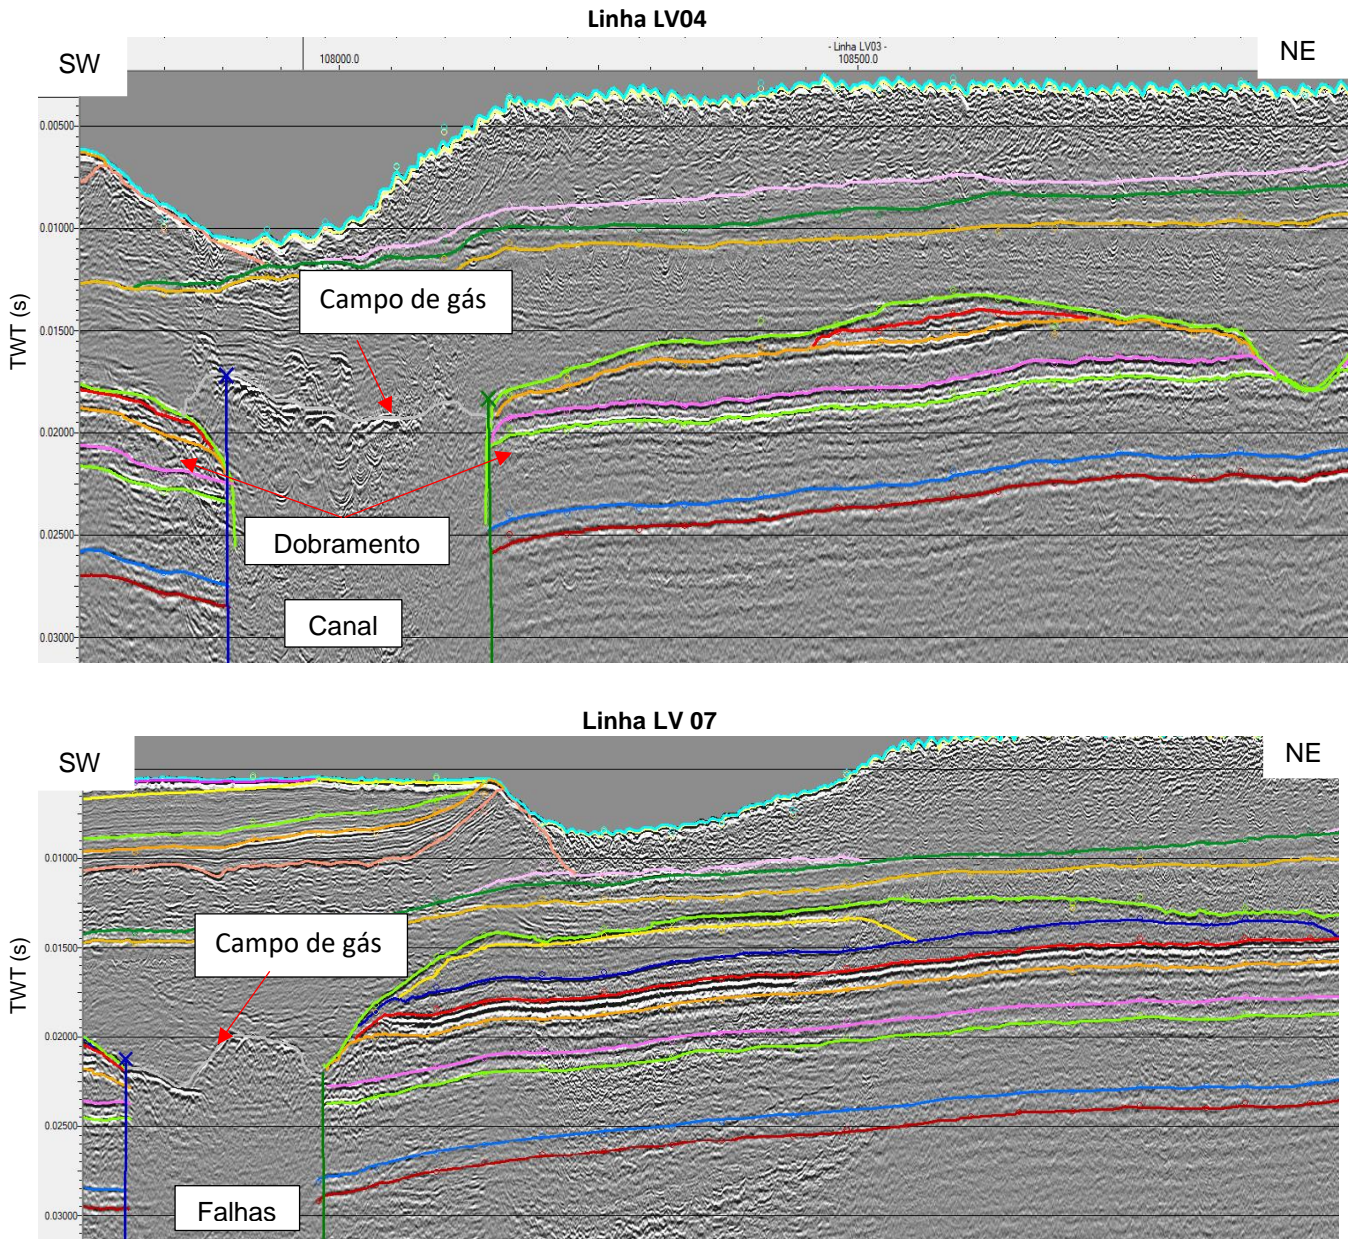 Linha LV04
SW
NE
108000.0
- Linha LV03 -
108500.0
0.00500
0.01000
0.01500
0.02000
0.02500
0.03000
TWT (s)
Campo de gás
Dobramento
Canal
Linha LV 07
SW
NE
0.01000
0.01500
0.02000
0.02500
0.03000
TWT (s)
Campo de gás
Falhas